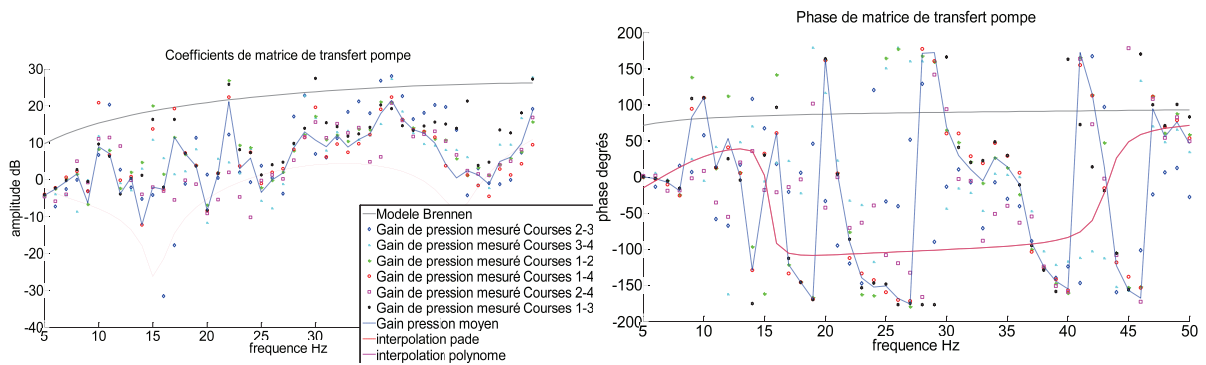 Coefficients de matrice de transfert pompe
amplitude dB
30
20
10
0
-10
-20
-30
-40
5
10
15
20
25
30
frequence Hz
Modele Brennen
Gain de pression mesuré Courses 2-3
Gain de pression mesuré Courses 3-4
Gain de pression mesuré Courses 1-2
Gain de pression mesuré Courses 1-4
Gain de pression mesuré Courses 2-4
Gain de pression mesuré Courses 1-3
Gain pression moyen
interpolation pade
interpolation polynome
Phase de matrice de transfert pompe
phase degrés
200
150
100
50
0
-50
-100
-150
-200
5
10
15
20
25
30
35
40
45
50
frequence Hz